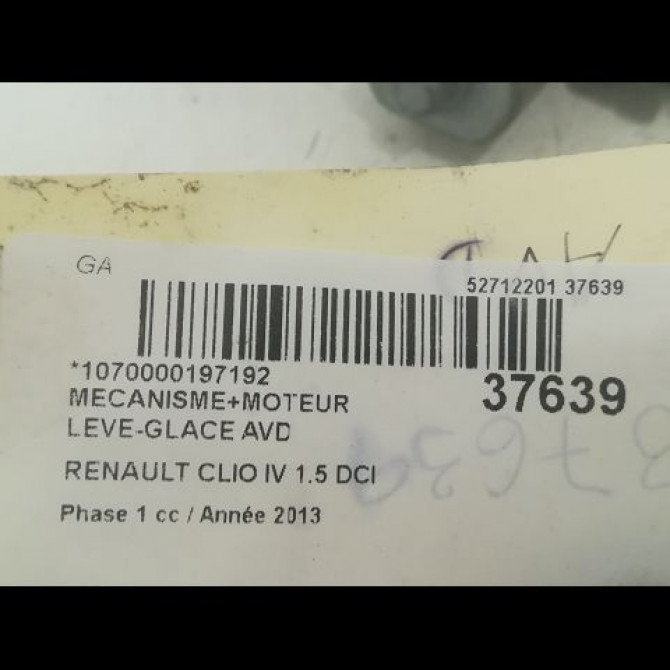 GA
52712201 37639
*1070000197192
37639
MECANISME+MOTEUR
LEVE-GLACE AVD
RENAULT CLIO IV 1.5 DCI
Phase 1 cc / Année 2013
37639